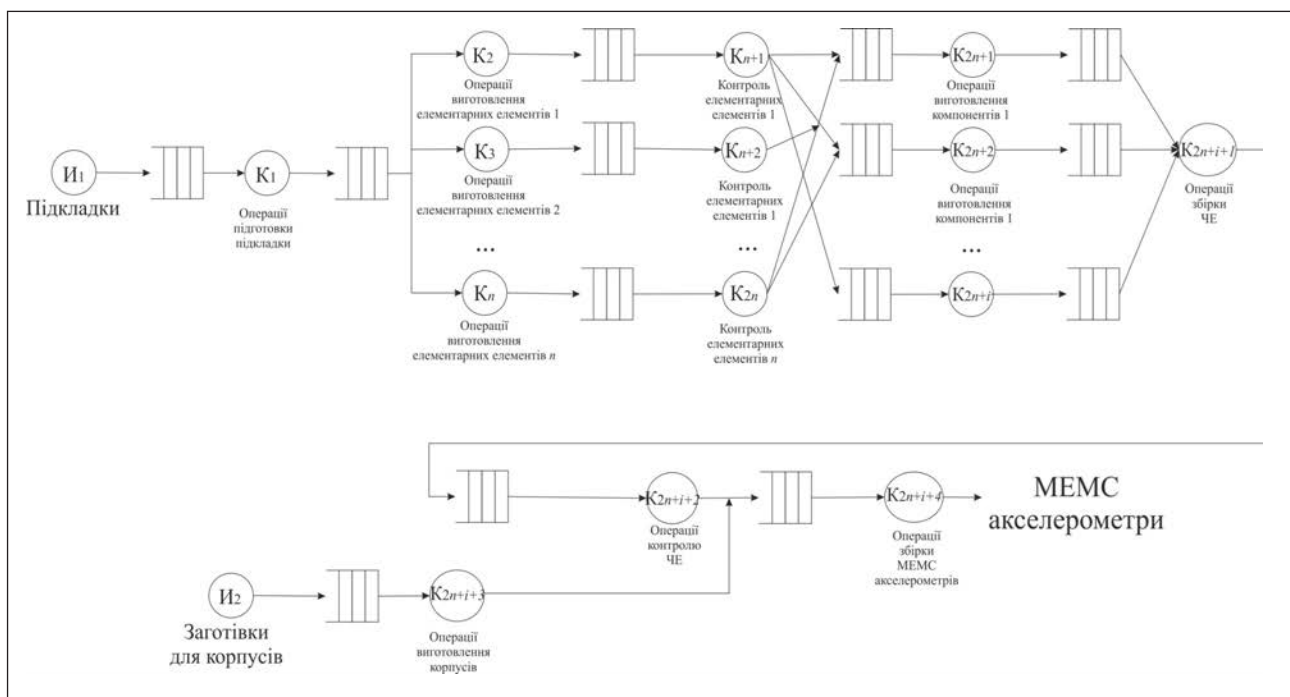 К2
Операції
виготовлення
елементарних елементів 1
Кn+1
Контроль
елементарних
елементів 1
К2n+1
Операції
виготовлення
компонентів 1
И1
Підкладки
К1
Операції
підготовки
підкладки
К3
Операції
виготовлення
елементарних елементів 2
...
Кn+2
Контроль
елементарних
елементів 1
...
К2n+2
Операції
виготовлення
компонентів 1
...
К2n+i+1
Операції
збірки
ЧЕ
Кn
Операції
виготовлення
елементарних елементів n
К2n
Контроль
елементарних
елементів n
К2n+i
К2n+i+2
Операції
контролю
ЧЕ
К2n+i+4
Операції
збірки
МЕМС
акселерометрів
МЕМС
акселерометри
И2
Заготівки
для корпусів
К2n+i+3
Операції
виготовлення
корпусів